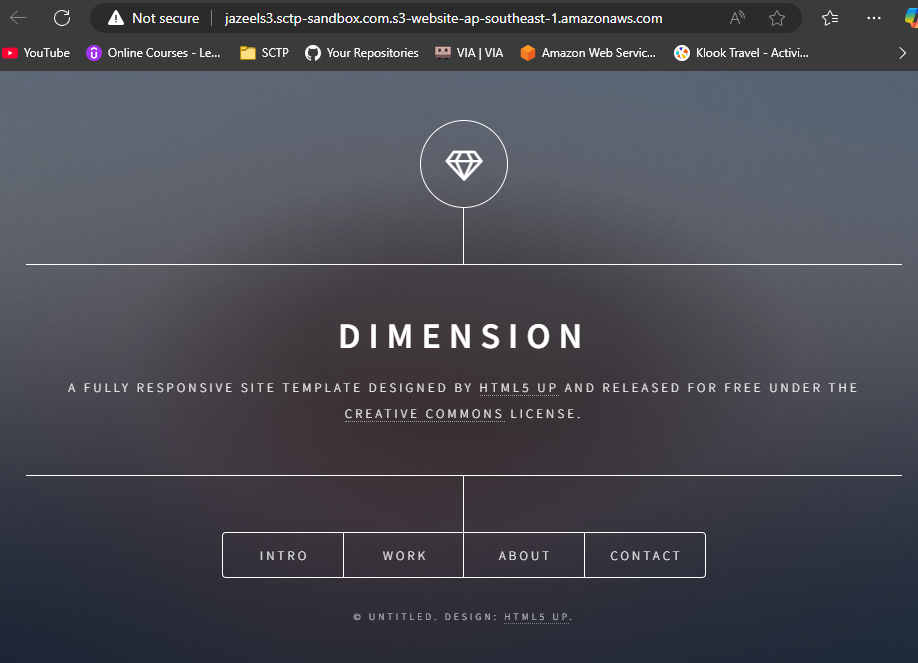 Not secure jazeels3.sctp-sandbox.com.s3-website-ap-southeast-1.amazonaws.com A
YouTube Online Courses - Le... SCTP Your Repositories VIA | VIA Amazon Web Servic... Klook Travel - Activi...
DIMENSION
A FULLY RESPONSIVE SITE TEMPLATE DESIGNED BY HTML5 UP AND RELEASED FOR FREE UNDER THE
CREATIVE COMMONS LICENSE.
INTRO WORK ABOUT CONTACT
© UNTITLED. DESIGN: HTML5 UP.